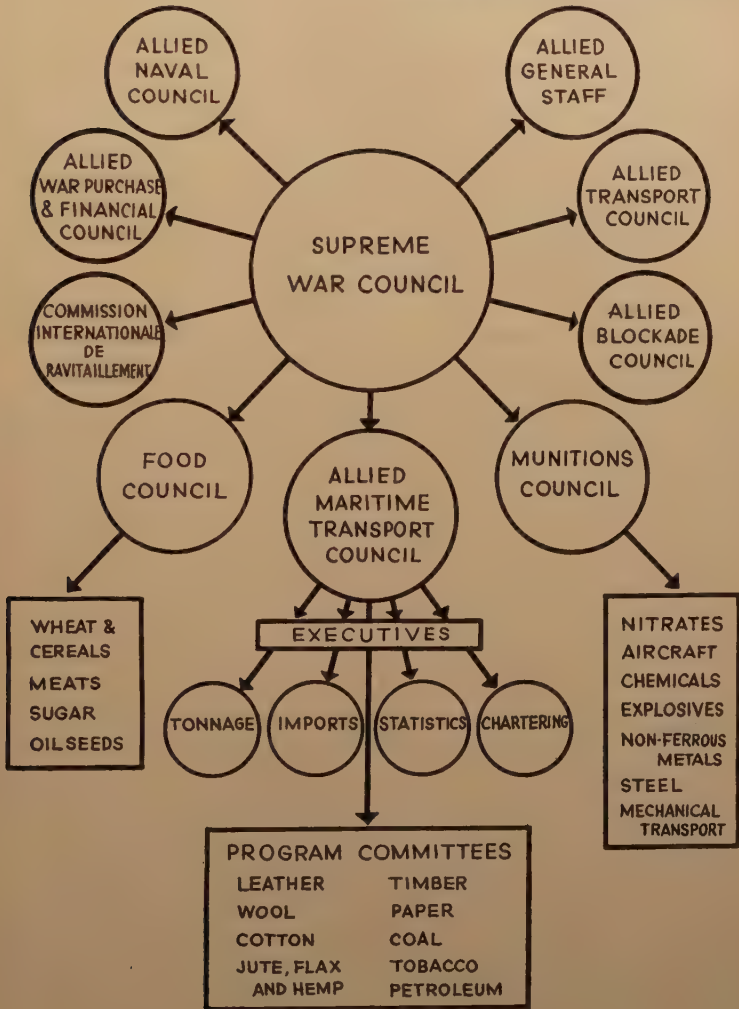 ALLIED
NAVAL
COUNCIL
ALLIED
GENERAL
STAFF
ALLIED
WAR PURCHASE
& FINANCIAL
COUNCIL
SUPREME
WAR COUNCIL
ALLIED
TRANSPORT
COUNCIL
COMMISSION
INTERNATIONALE
DE
RAVITAILLEMENT
ALLIED
BLOCKADE
COUNCIL
FOOD
COUNCIL
ALLIED
MARITIME
TRANSPORT
COUNCIL
MUNITIONS
COUNCIL
EXECUTIVES
TONNAGE
IMPORTS
STATISTICS
CHARTERING
WHEAT &
CEREALS
MEATS
SUGAR
OILSEEDS
NITRATES
AIRCRAFT
CHEMICALS
EXPLOSIVES
NON-FERROUS
METALS
STEEL
MECHANICAL
TRANSPORT
PROGRAM COMMITTEES
LEATHER
WOOL
COTTON
JUTE, FLAX
AND HEMP
TIMBER
PAPER
COAL
TOBACCO
PETROLEUM